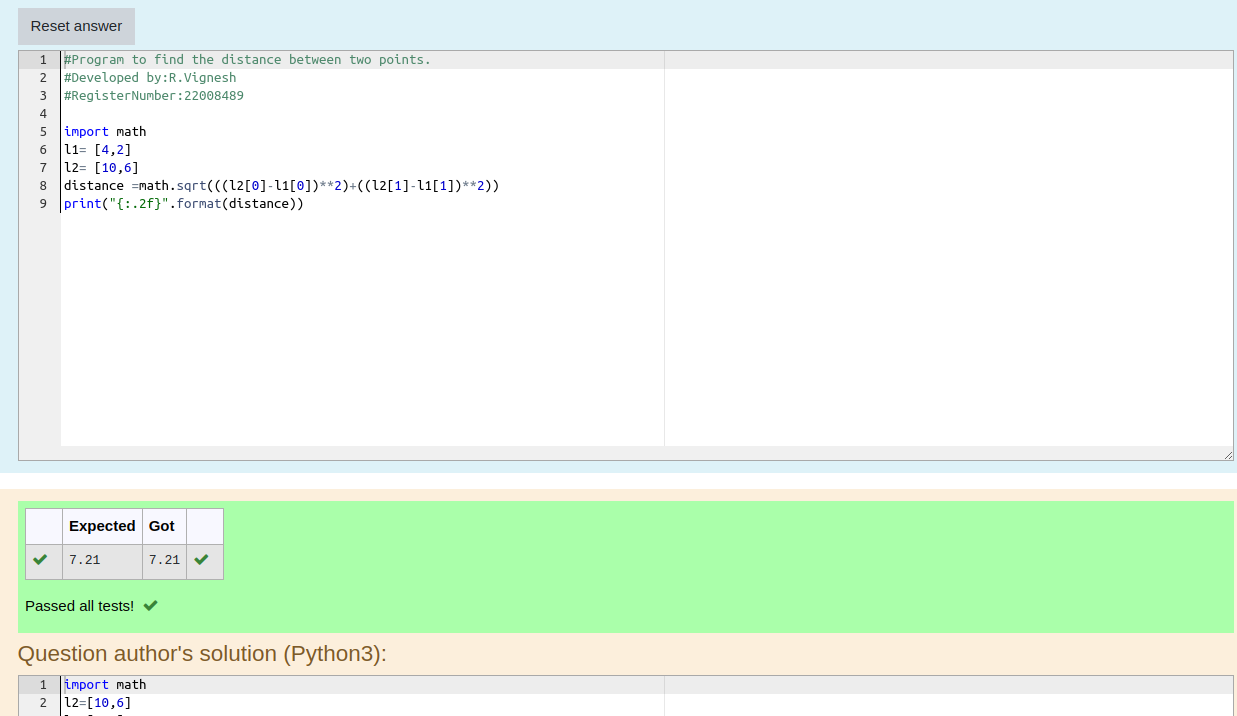 Reset answer
1 #Program to find the distance between two points.
2 #Developed by:R.Vignesh
3 #RegisterNumber:22008489
4
5 import math
6 l1= [4,2]
7 l2= [10,6]
8 distance =math.sqrt(((l2[0]-l1[0])**2)+((l2[1]-l1[1])**2))
9 print("{:.2f}".format(distance))
Expected Got
7.21 7.21
Passed all tests!
Question author's solution (Python3):
1 import math
2 l2=[10,6]